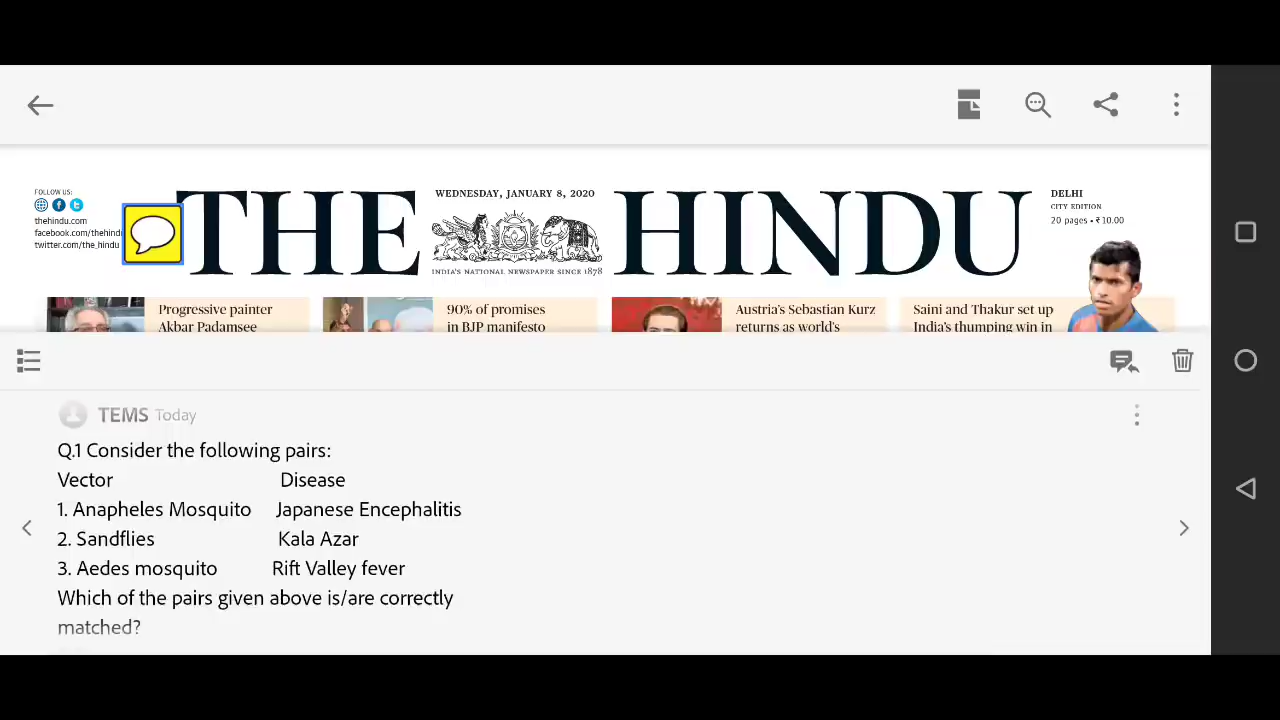 FOLLOW US:
thehindu.com
facebook.com/thehind
twitter.com/the_hindu
THE HINDU
WEDNESDAY, JANUARY 8, 2020
INDIA'S NATIONAL NEWSPAPER SINCE 1878
DELHI
CITY EDITION
20 pages • ₹10.00
Progressive painter
Akbar Padamsee
90% of promises
in BJP manifesto
Austria's Sebastian Kurz
returns as world's
Saini and Thakur set up
India's thumping win in
TEMS Today
Q.1 Consider the following pairs:
Vector Disease
1. Anapheles Mosquito Japanese Encephalitis
2. Sandflies Kala Azar
3. Aedes mosquito Rift Valley fever
Which of the pairs given above is/are correctly
matched?